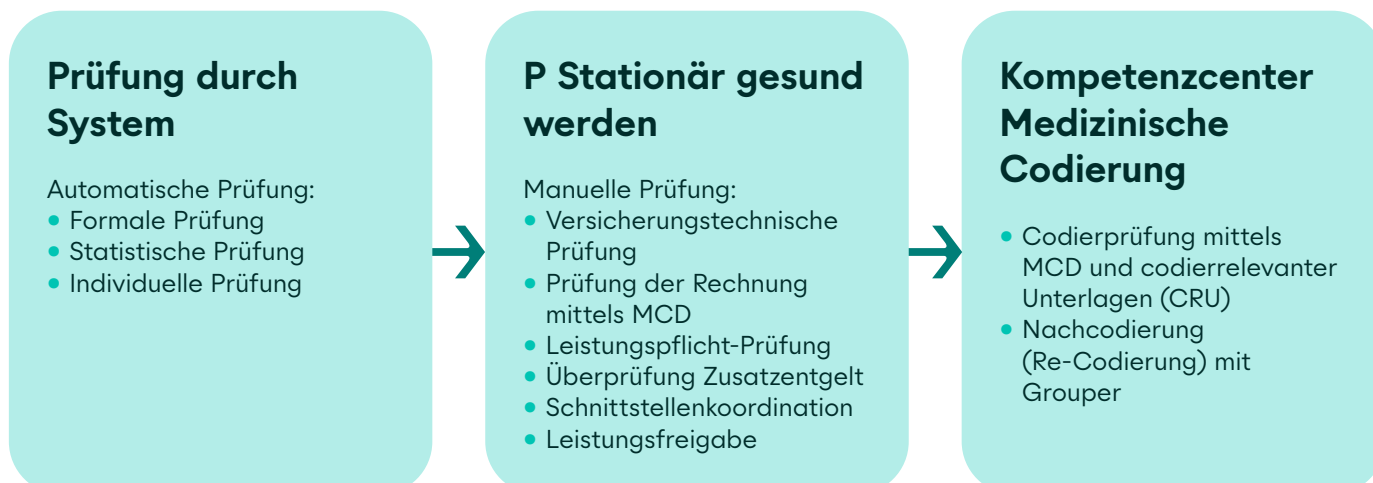 Prüfung durch
System
Automatische Prüfung:
• Formale Prüfung
• Statistische Prüfung
• Individuelle Prüfung
P Stationär gesund
werden
Manuelle Prüfung:
• Versicherungstechnische
Prüfung
• Prüfung der Rechnung
mittels MCD
• Leistungspflicht-Prüfung
• Überprüfung Zusatzentgelt
• Schnittstellenkoordination
• Leistungsfreigabe
Kompetenzcenter
Medizinische
Codierung
• Codierprüfung mittels
MCD und codierrelevanter
Unterlagen (CRU)
• Nachcodierung
(Re-Codierung) mit
Grouper